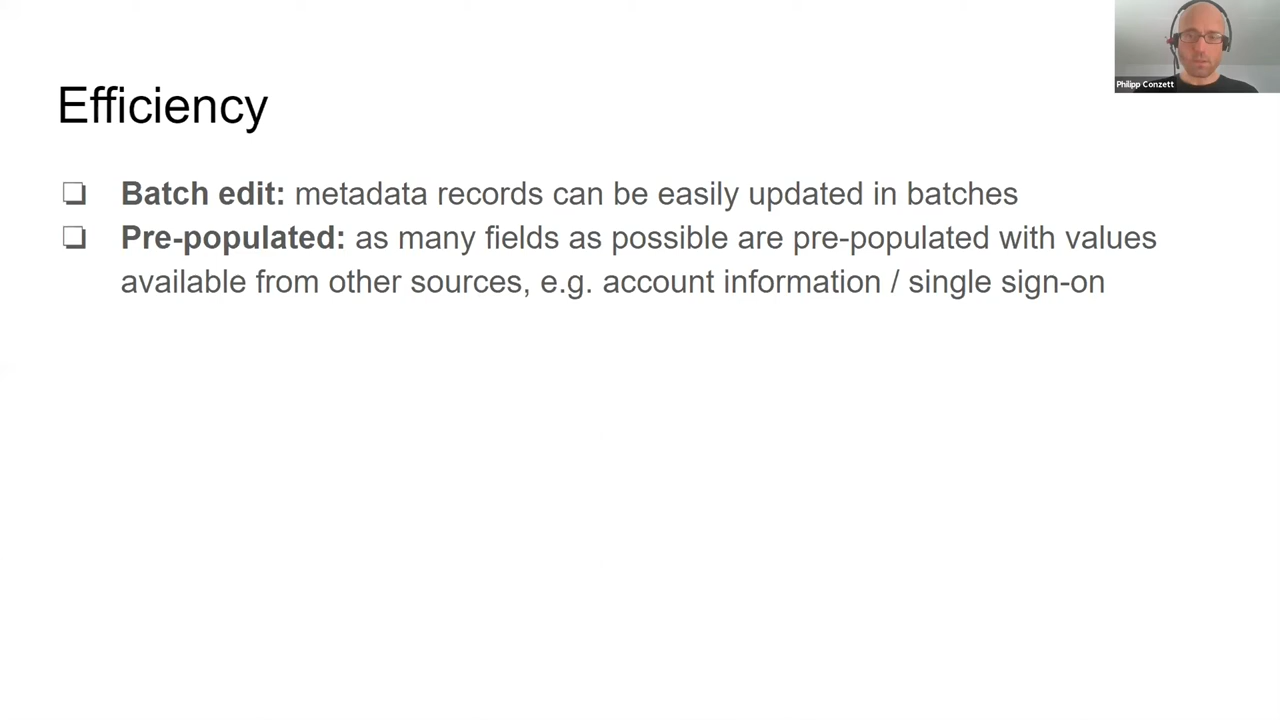 Philipp Conzett
Efficiency
❏ Batch edit: metadata records can be easily updated in batches
❏ Pre-populated: as many fields as possible are pre-populated with values
available from other sources, e.g. account information / single sign-on